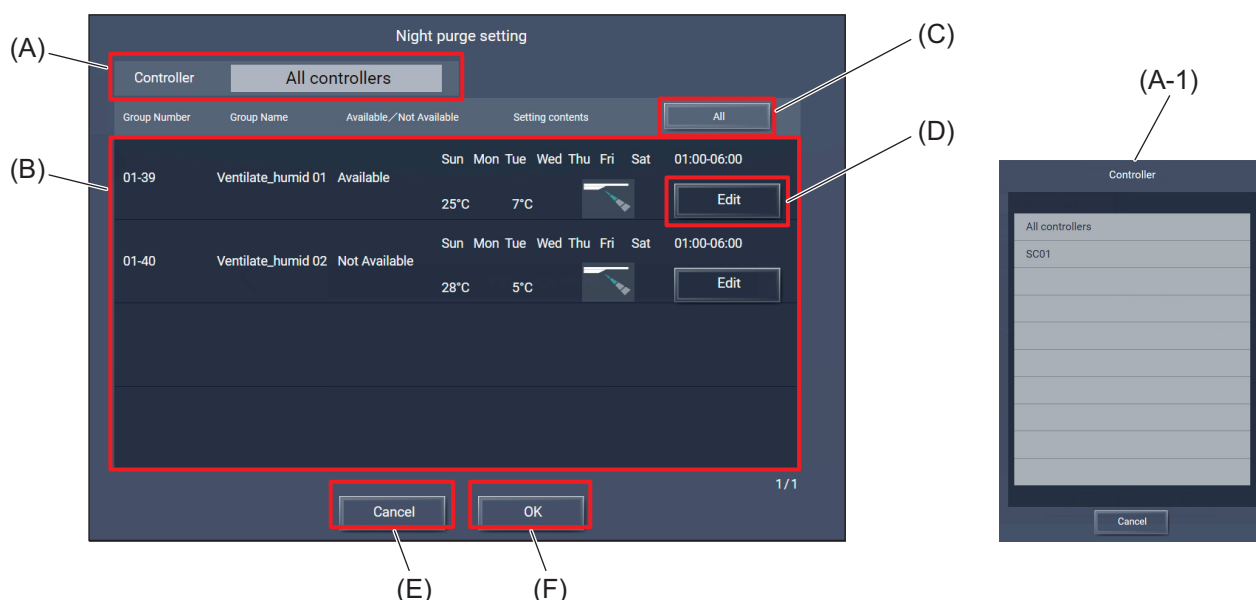 Night purge setting
(A)
(C)
Controller All controllers
(A-1)
Group Number Group Name Available／Not Available Setting contents All
(D)
(B)
Sun Mon Tue Wed Thu Fri Sat 01:00-06:00
01-39 Ventilate_humid 01 Available
25°C 7°C Edit
Sun Mon Tue Wed Thu Fri Sat 01:00-06:00
01-40 Ventilate_humid 02 Not Available
28°C 5°C Edit
1/1
Cancel OK
(E) (F)
Controller
All controllers
SC01
Cancel